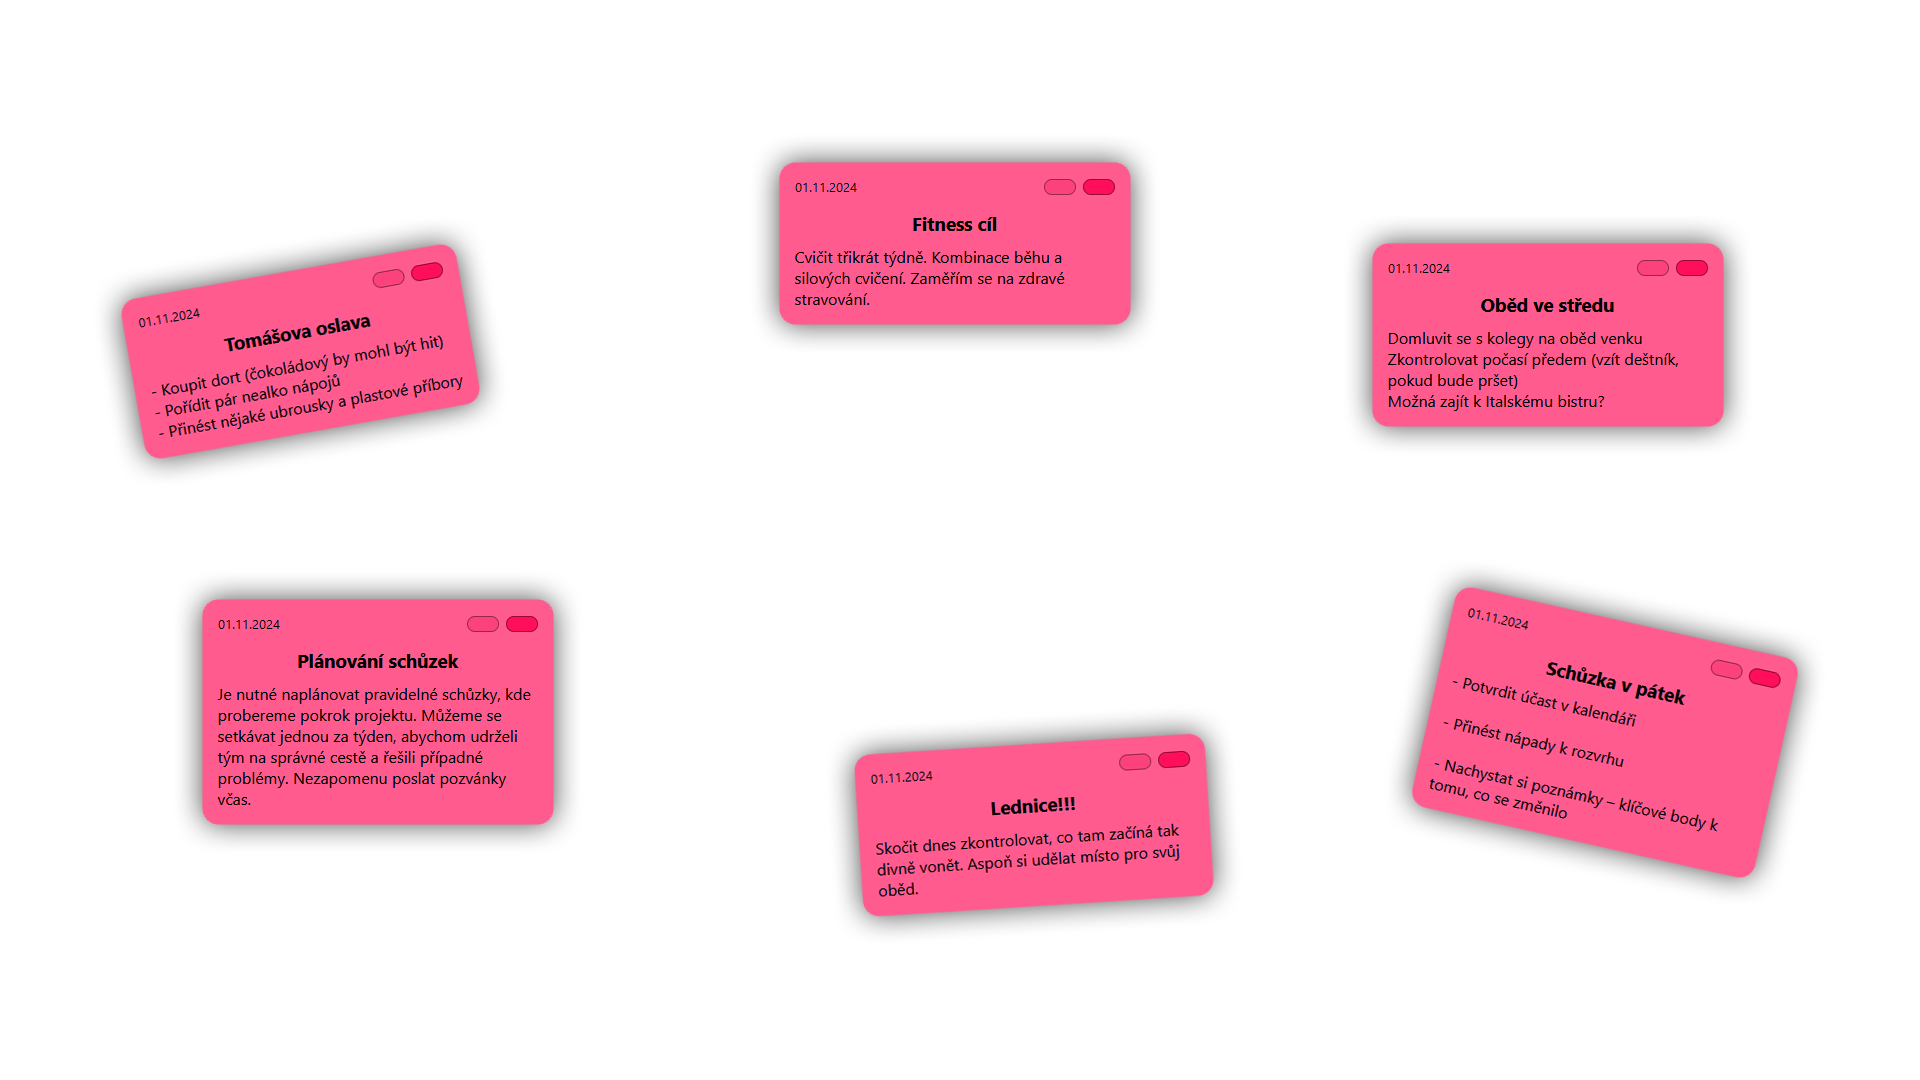 01.11.2024
Tomášova oslava
- Koupit dort (čokoládový by mohl být hit)
- Pořídit pár nealko nápojů
- Přinést nějaké ubrousky a plastové příbory
01.11.2024
Fitness cíl
Cvičit třikrát týdně. Kombinace běhu a
silových cvičení. Zaměřím se na zdravé
stravování.
01.11.2024
Oběd ve středu
Domluvit se s kolegy na oběd venku
Zkontrolovat počasí předem (vzít deštník,
pokud bude pršet)
Možná zajít k Italskému bistru?
01.11.2024
Plánování schůzek
Je nutné naplánovat pravidelné schůzky, kde
probereme pokrok projektu. Můžeme se
setkávat jednou za týden, abychom udrželi
tým na správné cestě a řešili případné
problémy. Nezapomenu poslat pozvánky
včas.
01.11.2024
Lednice!!!
Skočit dnes zkontrolovat, co tam začíná tak
divně vonět. Aspoň si udělat místo pro svůj
oběd.
01.11.2024
Schůzka v pátek
- Potvrdit účast v kalendáři
- Přinést nápady k rozvrhu
- Nachystat si poznámky – klíčové body k
tomu, co se změnilo